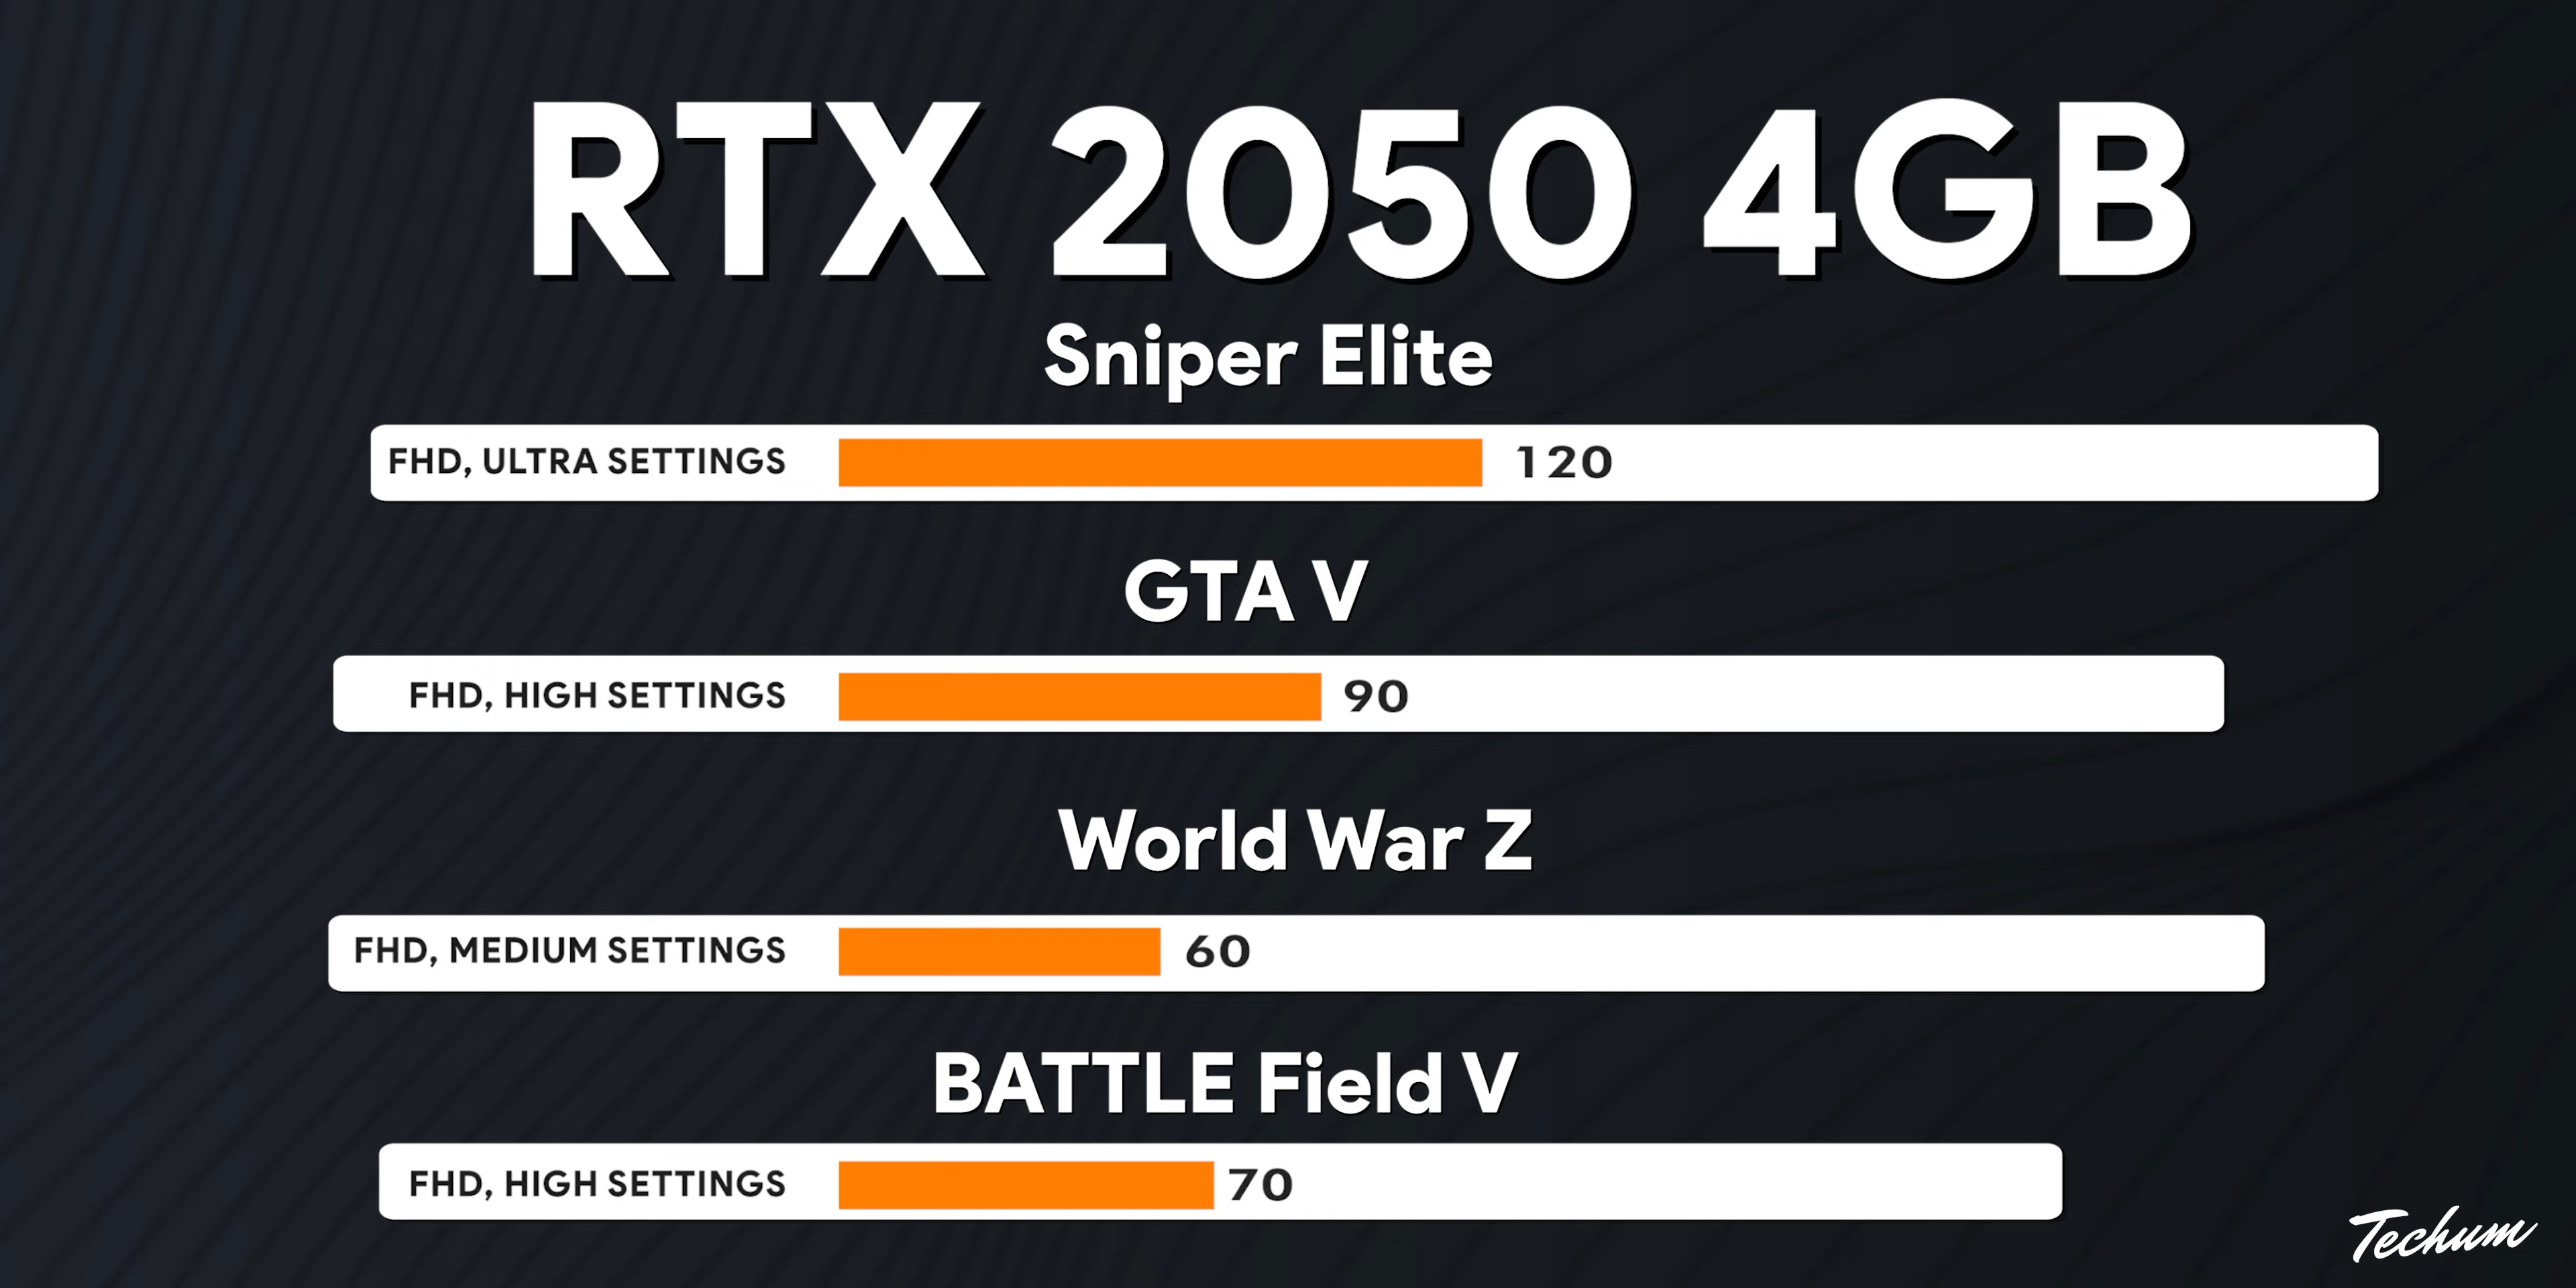 RTX 2050 4GB
Sniper Elite
FHD, ULTRA SETTINGS 120
GTA V
FHD, HIGH SETTINGS 90
World War Z
FHD, MEDIUM SETTINGS 60
BATTLE Field V
FHD, HIGH SETTINGS 70
Techum